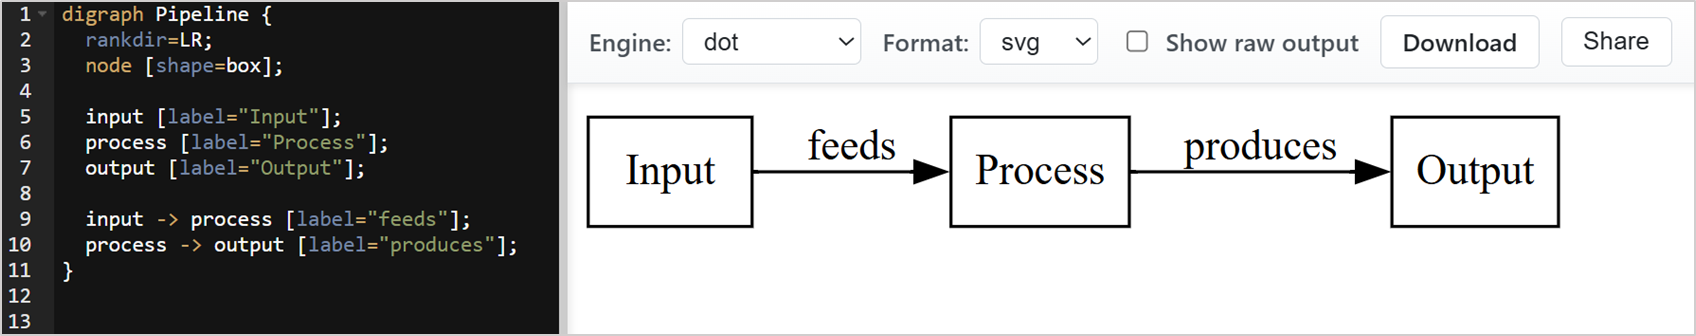 1 digraph Pipeline {
2   rankdir=LR;
3   node [shape=box];
4
5   input [label="Input"];
6   process [label="Process"];
7   output [label="Output"];
8
9   input -> process [label="feeds"];
10   process -> output [label="produces"];
11 }
12
13
Engine: dot Format: svg Show raw output Download Share
feeds produces
Input Process Output